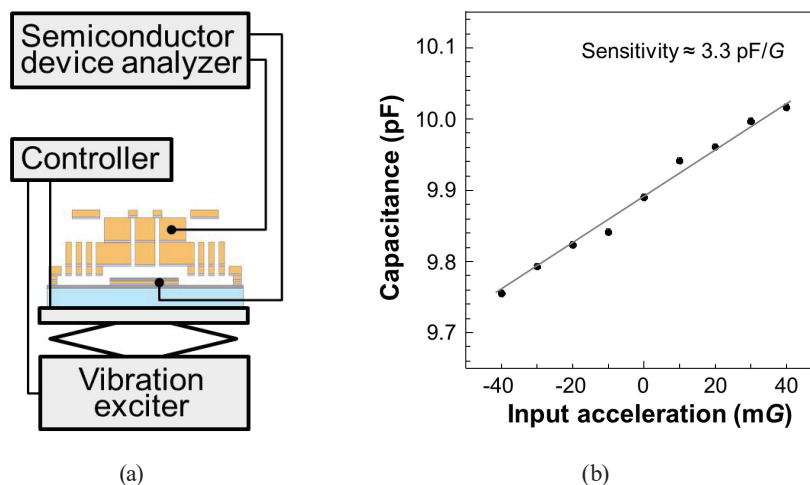 Semiconductor
device analyzer
Controller
Vibration
exciter
(a)
Sensitivity ≈ 3.3 pF/G
Capacitance (pF)
10.1
10.0
9.9
9.8
9.7
-40
-20
0
20
40
Input acceleration (mG)
(b)